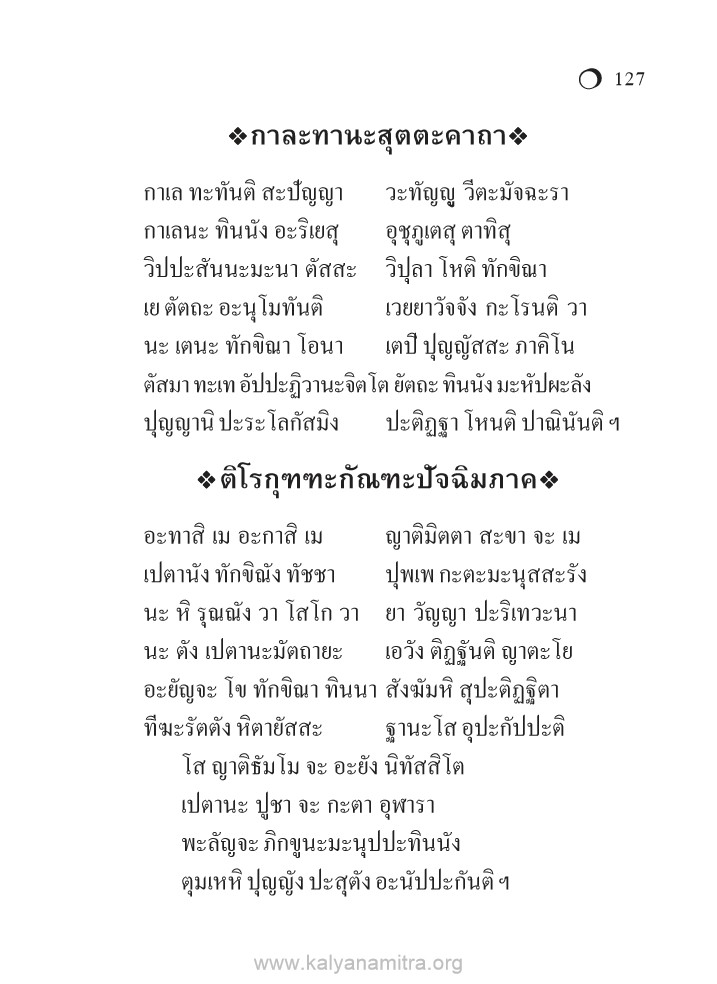 127
❖กาละทานะสุตตะคาถา❖
กาเล ทะทันติ สะปัญญา วะทัญญู วีตะมัจฉะรา
กาเลนะ ทินนัง อะริเยสุ อุชุภูเตสุ ตาทิสุ
วิปปะสันนะมะนา ตัสสะ วิปุลา โหติ ทักขิณา
เย ตัตถะ อะนุโมทันติ เวยยาวัจจัง กะโรนติ วา
นะ เตนะ ทักขิณา โอนา เตปิ ปุญญัสสะ ภาคิโน
ตัสมา ทะเท อัปปะฏิวานะจิตโต ยัตถะ ทินนัง มะหัปผะลัง
ปุญญานิ ปะระโลกัสมิง ปะติฏฐา โหนติ ปาณินันติ ฯ
❖ติโรกุฑฑะกัณฑะปัจฉิมภาค❖
อะทาสิ เม อะกาสิ เม ญาติมิตตา สะขา จะ เม
เปตานัง ทักขิณัง ทัชชา ปุพเพ กะตะมะนุสสะรัง
นะ หิ รุณณัง วา โสโก วา ยา วัญญา ปะริเทวะนา
นะ ตัง เปตานะมัตถายะ เอวัง ติฏฐันติ ญาตะโย
อะยัญจะ โข ทักขิณา ทินนา สังฆัมหิ สุปะติฏฐิตา
ทีฆะรัตตัง หิตายัสสะ ฐานะโส อุปะกัปปะติ
โส ญาติธัมโม จะ อะยัง นิทัสสิโต
เปตานะ ปูชา จะ กะตา อุฬารา
พะลัญจะ ภิกขูนะมะนุปปะทินนัง
ตุมเหหิ ปุญญัง ปะสุตัง อะนัปปะกันติ ฯ
www.kalyanamitra.org